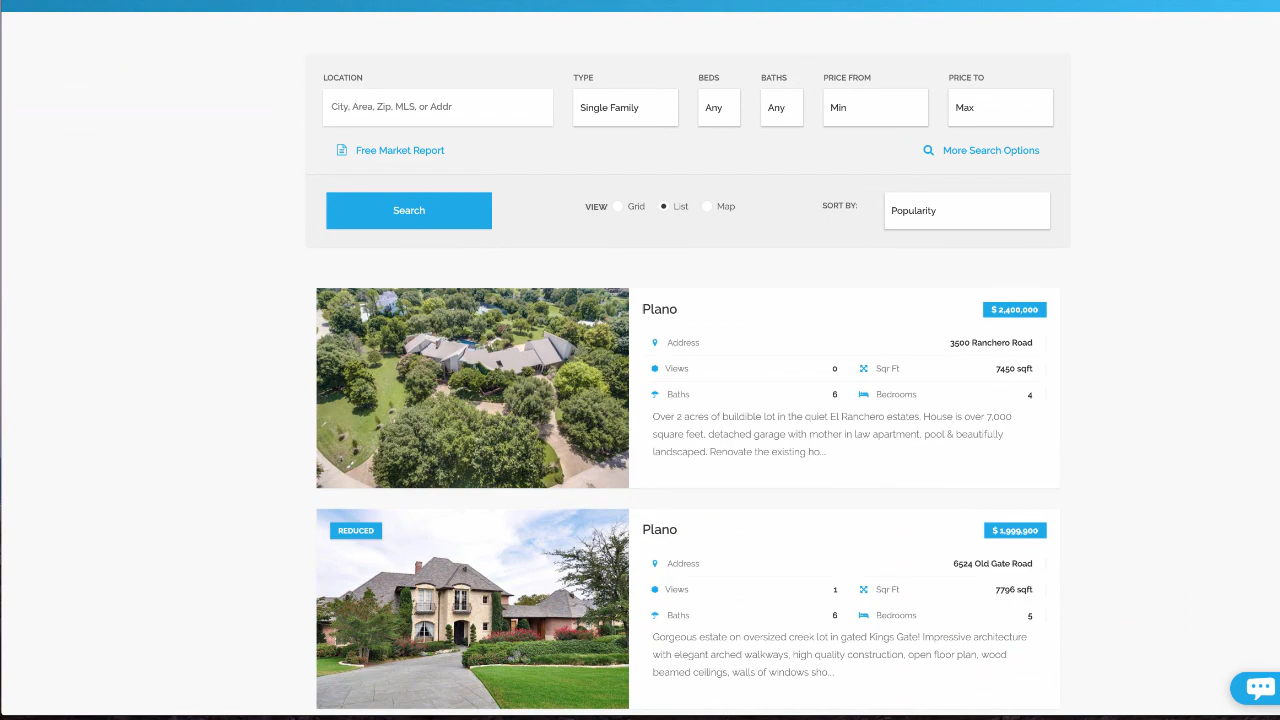 LOCATION TYPE BEDS BATHS PRICE FROM PRICE TO
City, Area, Zip, MLS, or Addr Single Family Any Any Min Max
Free Market Report More Search Options
Search VIEW Grid List Map SORT BY: Popularity
Plano $ 2,400,000
Address 3500 Ranchero Road
Views 0 Sqr Ft 7450 sqft
Baths 6 Bedrooms 4
Over 2 acres of buildible lot in the quiet El Ranchero estates. House is over 7,000
square feet, detached garage with mother in law apartment, pool & beautifully
landscaped. Renovate the existing ho...
REDUCED Plano $ 1,999,900
Address 6524 Old Gate Road
Views 1 Sqr Ft 7796 sqft
Baths 6 Bedrooms 5
Gorgeous estate on oversized creek lot in gated Kings Gate! Impressive architecture
with elegant arched walkways, high quality construction, open floor plan, wood
beamed ceilings, walls of windows sho...